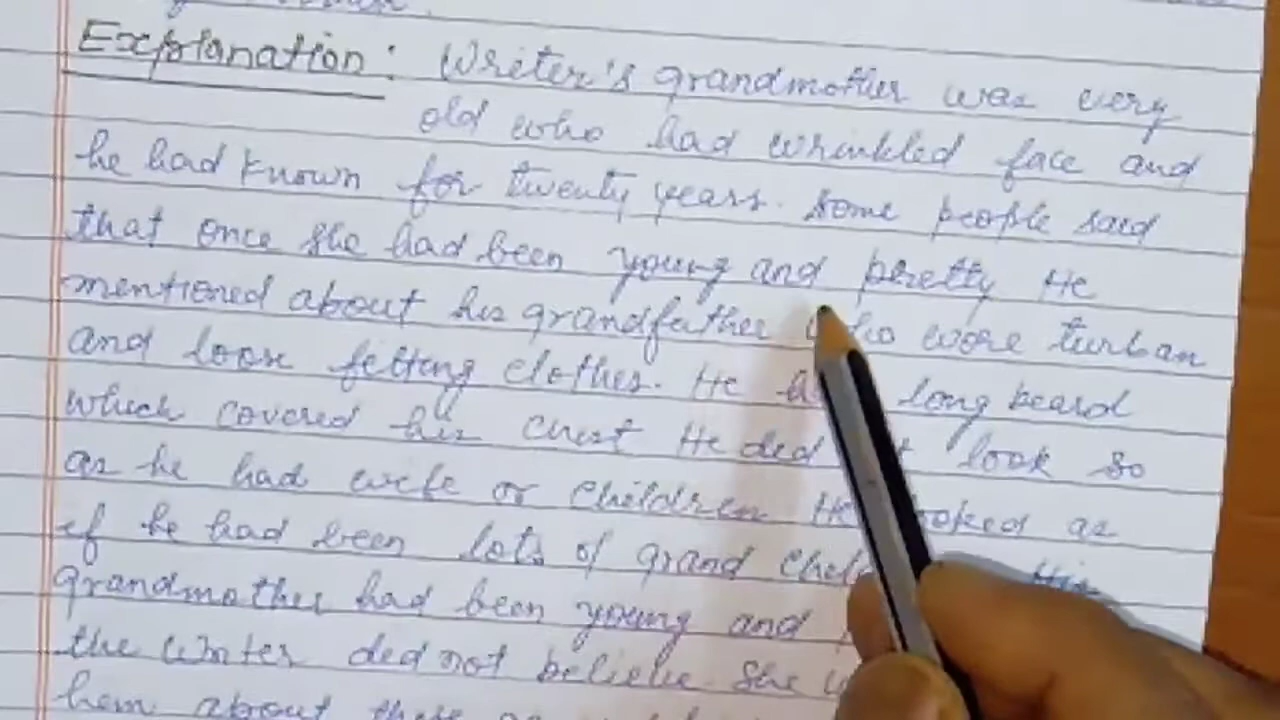 Explanation: Writer's grandmother was very
old who had wrinkled face and
he had known for twenty years. Some people said
that once she had been young and pretty He
mentioned about his grandfather who wore turban
and loose fitting clothes. He long beard
which covered his chest He did look so
as he had wife or children He looked as
if he had been lots of grand His
grandmother had been young and
the writer did not believe. She
him about